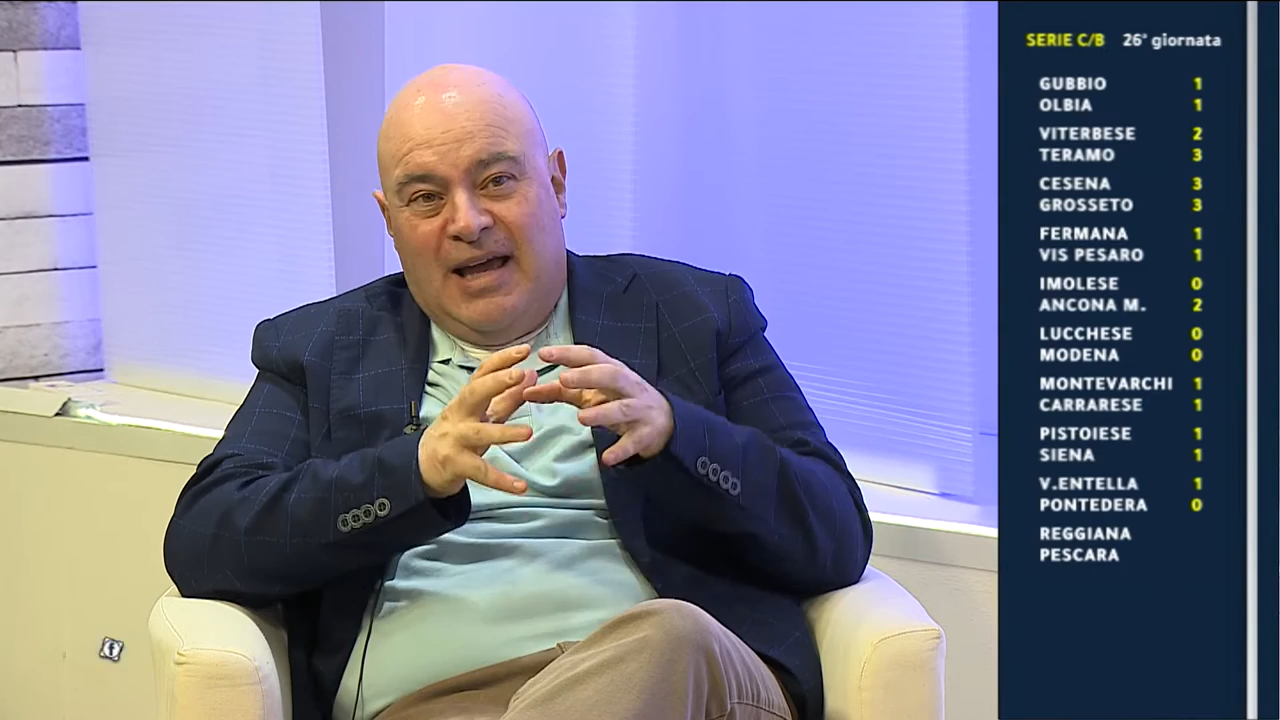 SERIE C/B 26ª giornata
GUBBIO 1
OLBIA 1
VITERBESE 2
TERAMO 3
CESENA 3
GROSSETO 3
FERMANA 1
VIS PESARO 1
IMOLESE 0
ANCONA M. 2
LUCCHESE 0
MODENA 0
MONTEVARCHI 1
CARRARESE 1
PISTOIESE 1
SIENA 1
V.ENTELLA 1
PONTEDERA 0
REGGIANA
PESCARA
f